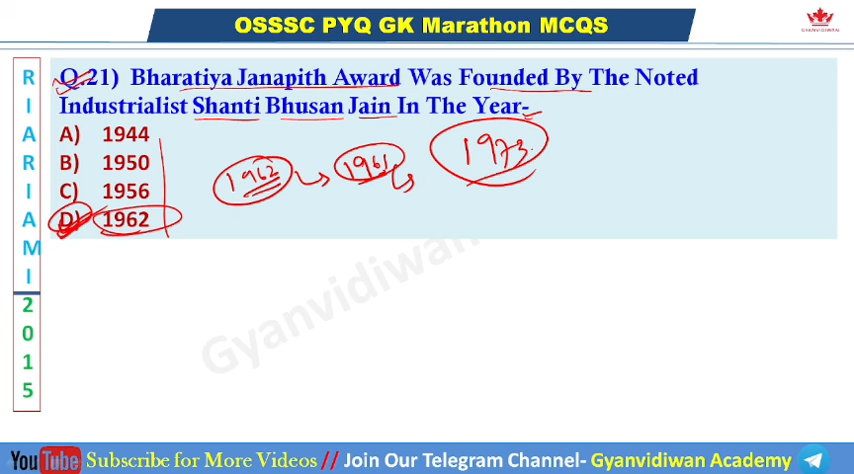 OSSSC PYQ GK Marathon MCQS
GYANVIDIWAN
R
I
A
R
I
A
M
I
2
0
1
5
Q.21) Bharatiya Janapith Award Was Founded By The Noted
Industrialist Shanti Bhusan Jain In The Year-
A) 1944
B) 1950
C) 1956
D) 1962
1962 1961 1973
Gyanvidiwan
YouTube Subscribe for More Videos // Join Our Telegram Channel- Gyanvidiwan Academy